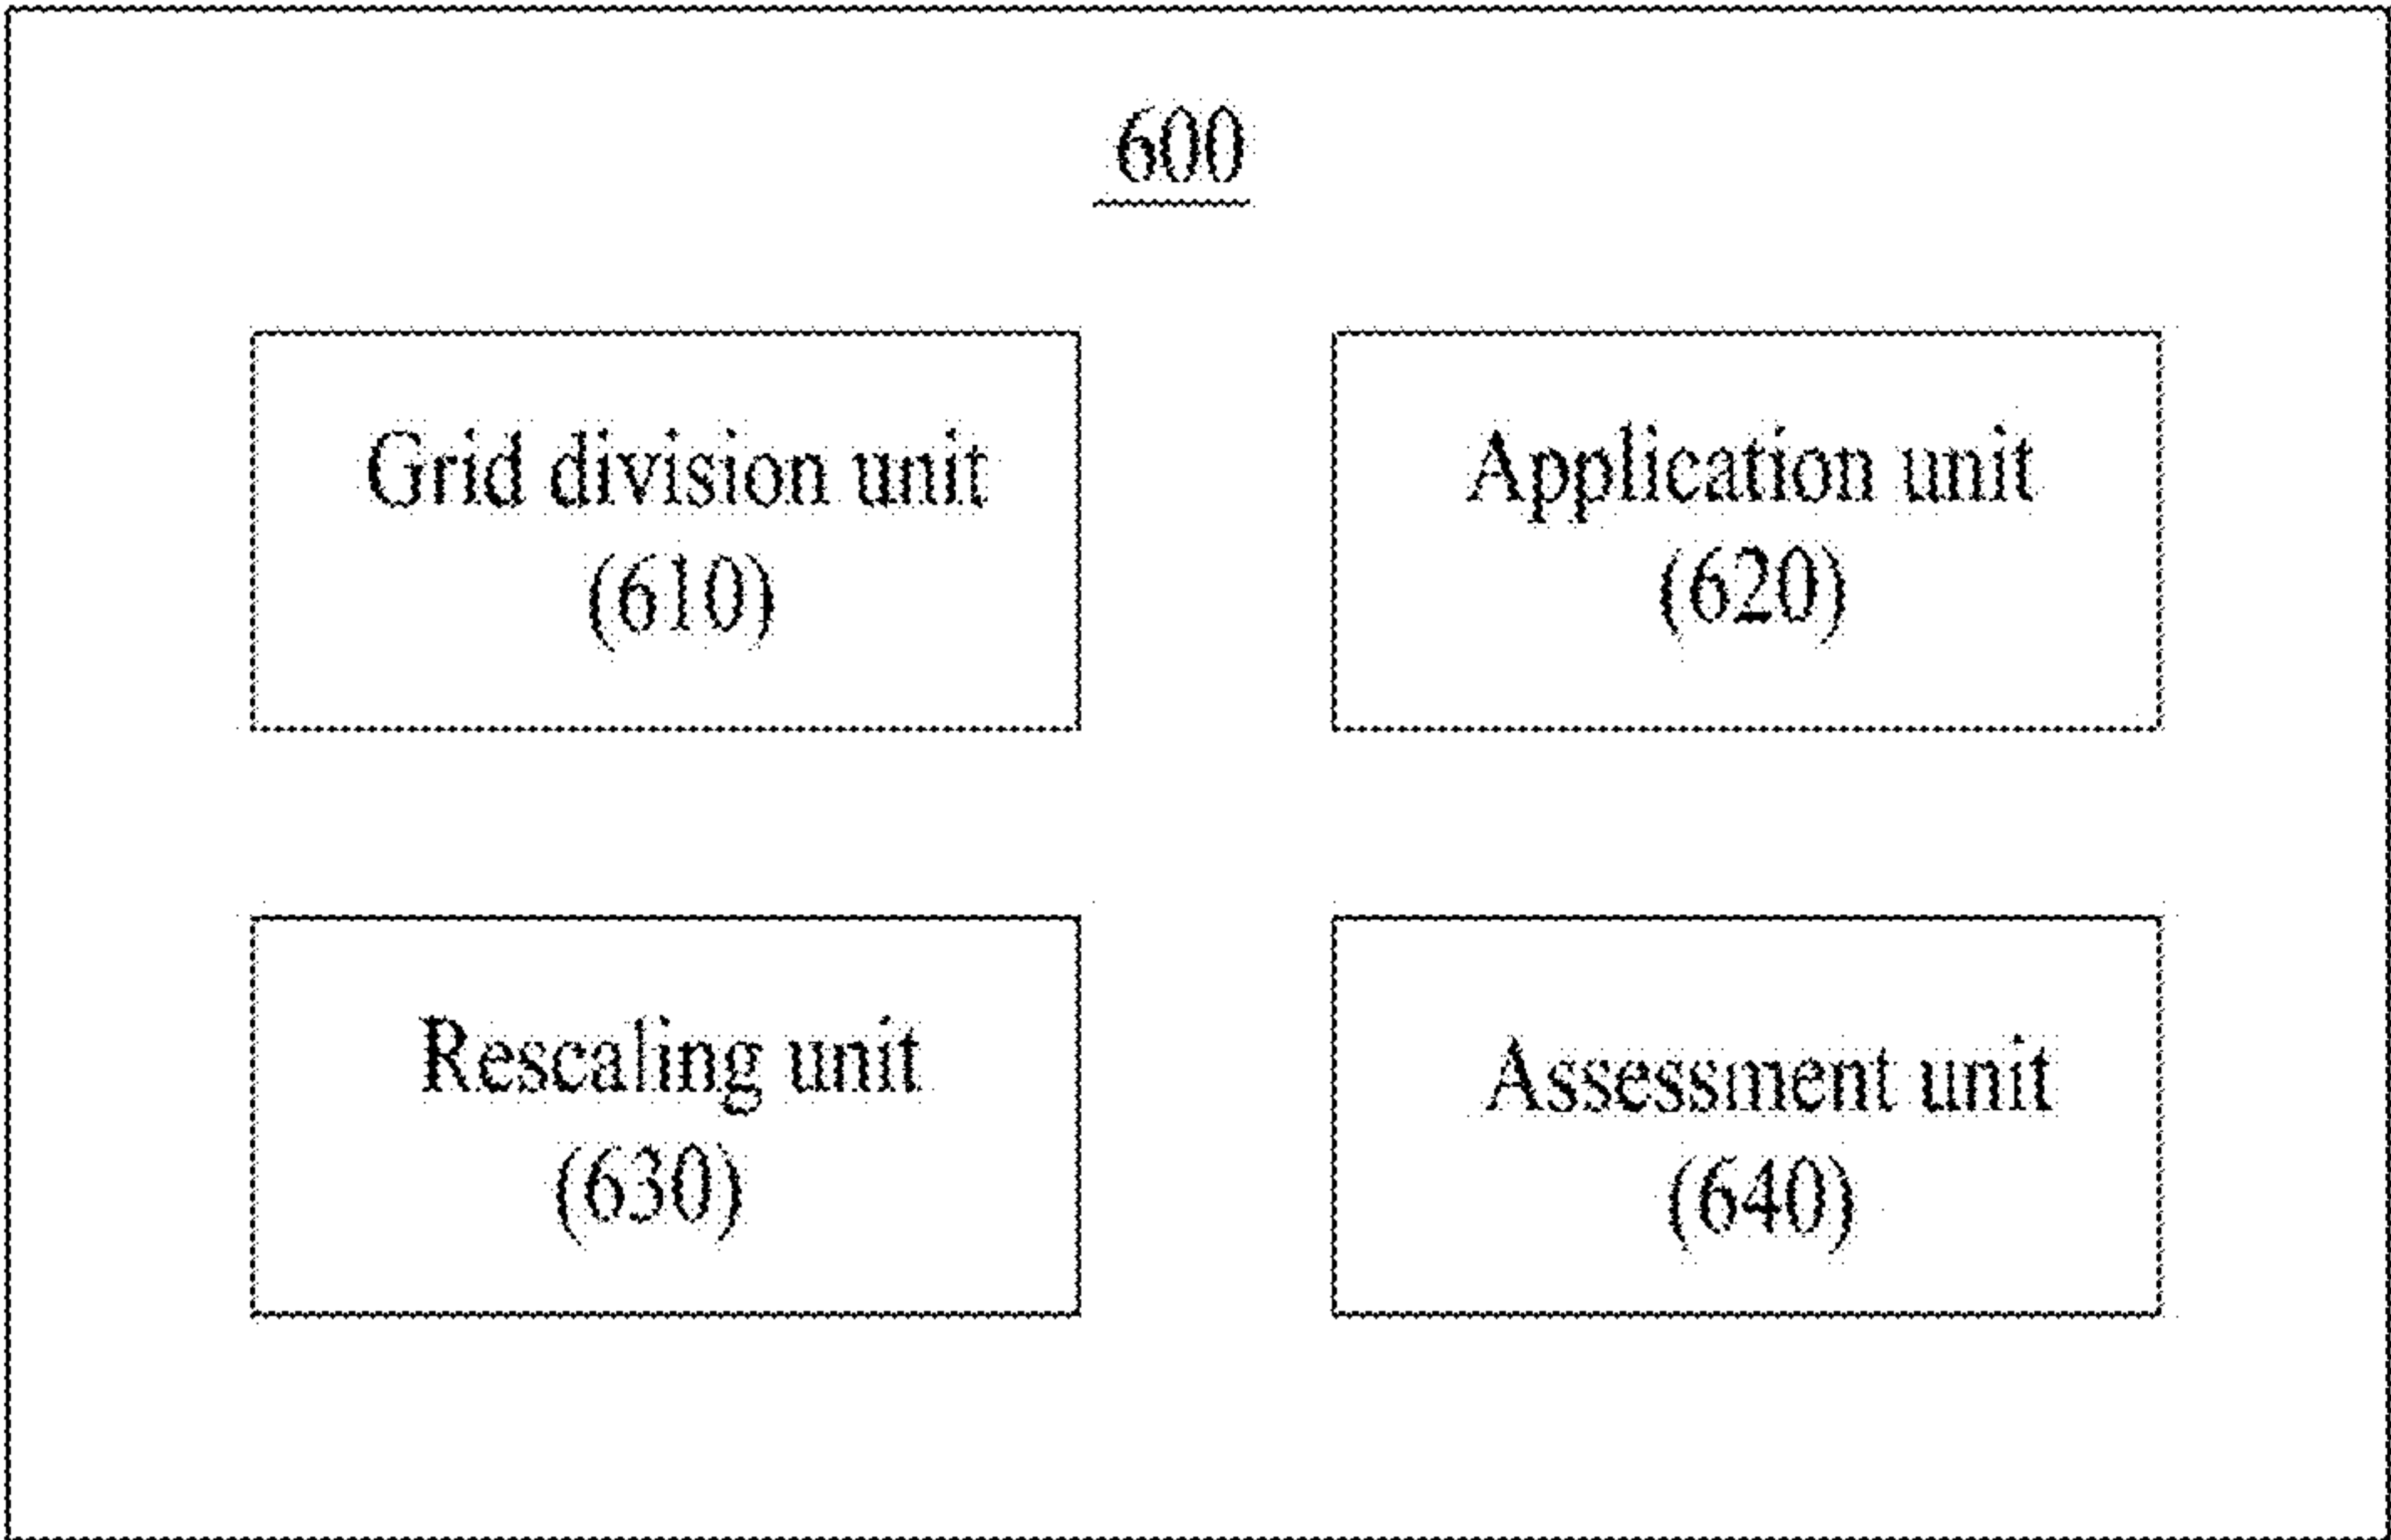 600
Grid division unit
(610)
Application unit
(620)
Rescaling unit
(630)
Assessment unit
(640)